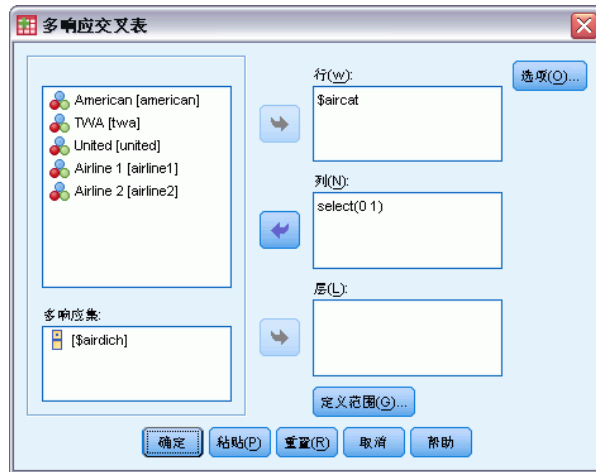 多响应交叉表
American [american]
TWA [twa]
United [united]
Airline 1 [airline1]
Airline 2 [airline2]
多响应集:
[$airdich]
行(W):
$aircat
列(N):
select(0 1)
层(L):
选项(O)...
定义范围(G)...
确定
粘贴(P)
重置(R)
取消
帮助